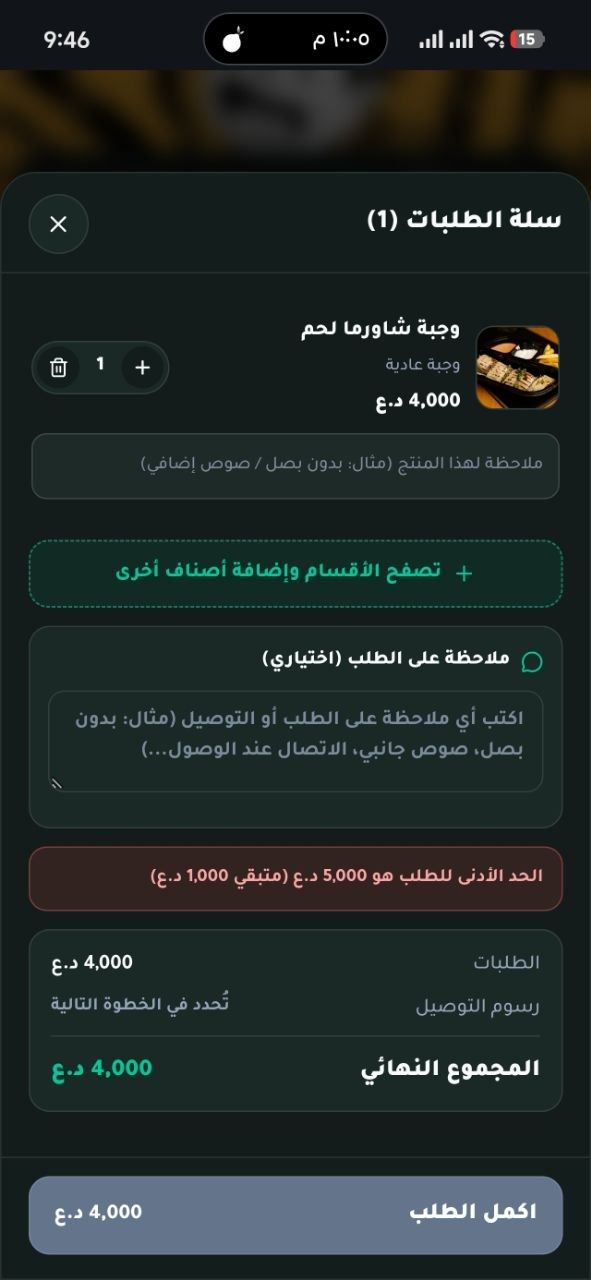 9:46
١٠:٠٥ م
15
سلة الطلبات (1)
وجبة شاورما لحم
وجبة عادية
4,000 د.ع
1
ملاحظة لهذا المنتج (مثال: بدون بصل / صوص إضافي)
تصفح الأقسام وإضافة أصناف أخرى
ملاحظة على الطلب (اختياري)
اكتب أي ملاحظة على الطلب أو التوصيل (مثال: بدون
بصل، صوص جانبي، الاتصال عند الوصول...)
الحد الأدنى للطلب هو 5,000 د.ع (متبقي 1,000 د.ع)
الطلبات 4,000 د.ع
رسوم التوصيل تُحدد في الخطوة التالية
المجموع النهائي 4,000 د.ع
اكمل الطلب 4,000 د.ع